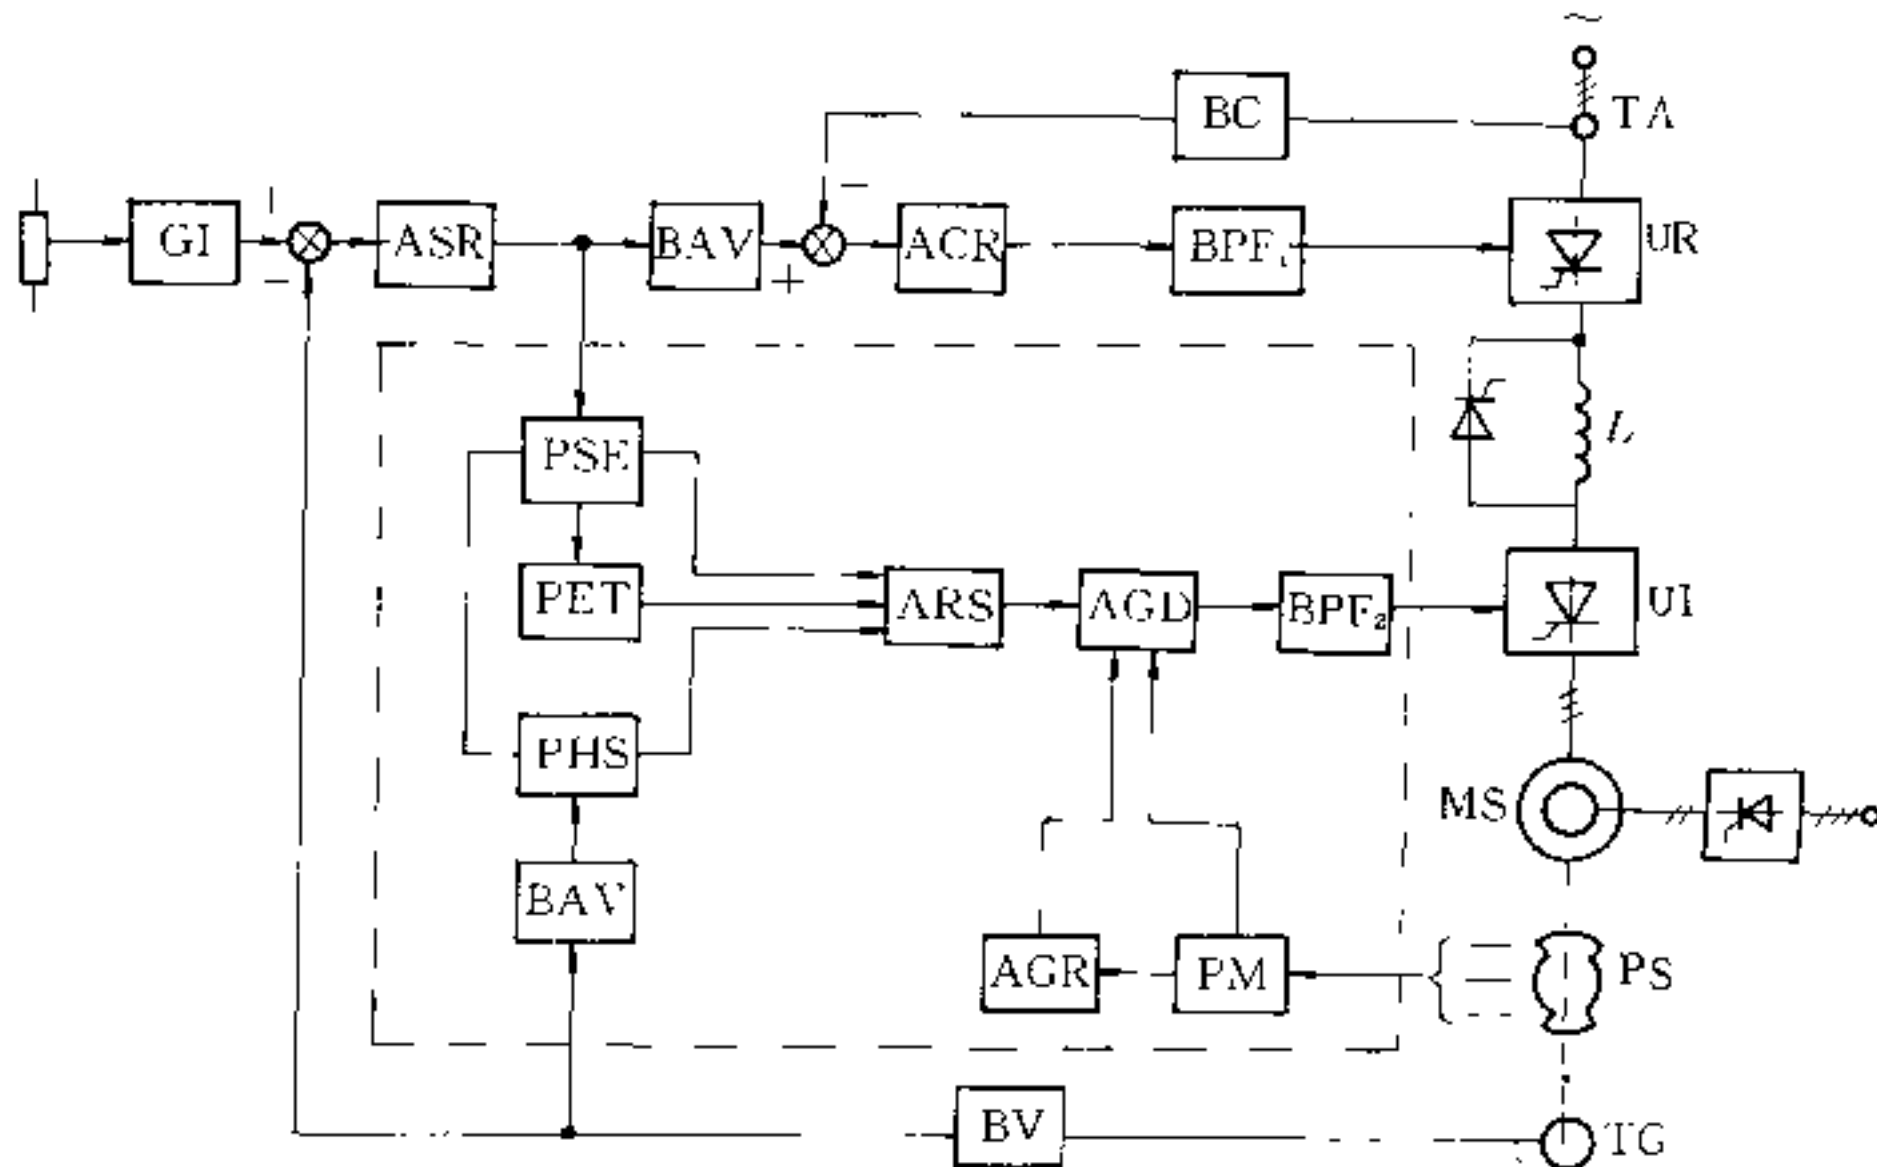 ~
BC
TA
GI
ASR
BAV
ACR
BPF₁
UR
+
-
-
+
PSE
L
PET
ARS
AGD
BPF₂
UI
PHS
MS
BAV
AGR
PM
PS
BV
TG